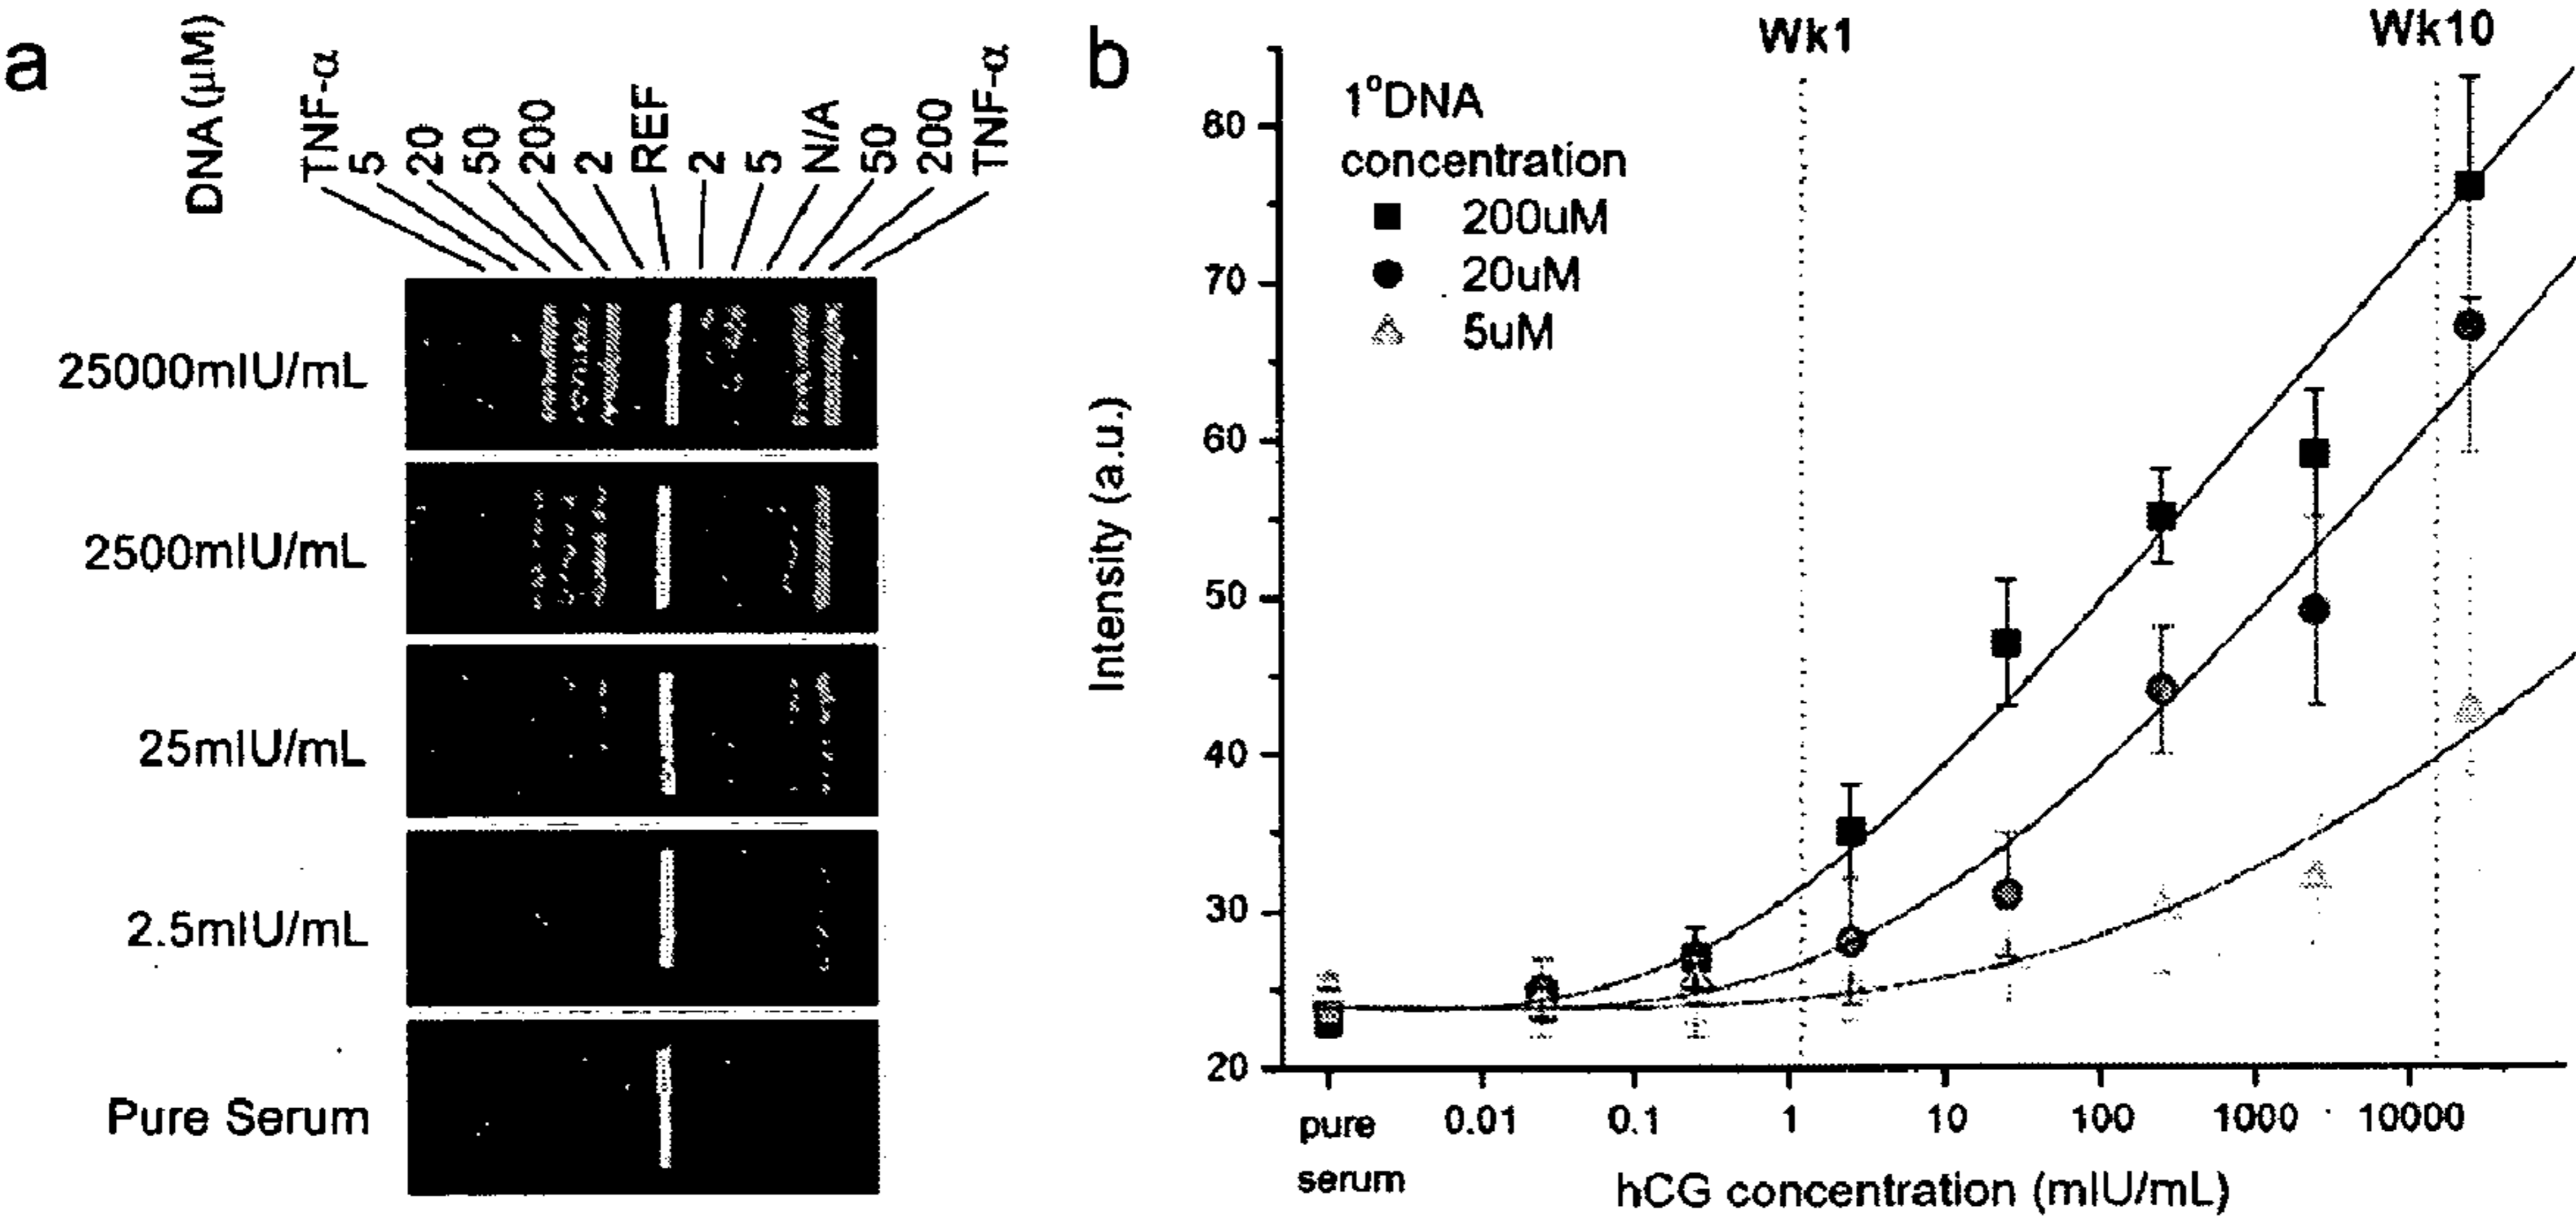 a
DNA (μM)
TNF-α
5
20
50
200
2
REF
2
5
N/A
50
200
TNF-α
25000mIU/mL
2500mIU/mL
25mIU/mL
2.5mIU/mL
Pure Serum
b
Wk1
Wk10
1°DNA
concentration
200uM
20uM
5uM
Intensity (a.u.)
80
70
60
50
40
30
20
pure
serum
0.01
0.1
1
10
100
1000
10000
hCG concentration (mIU/mL)